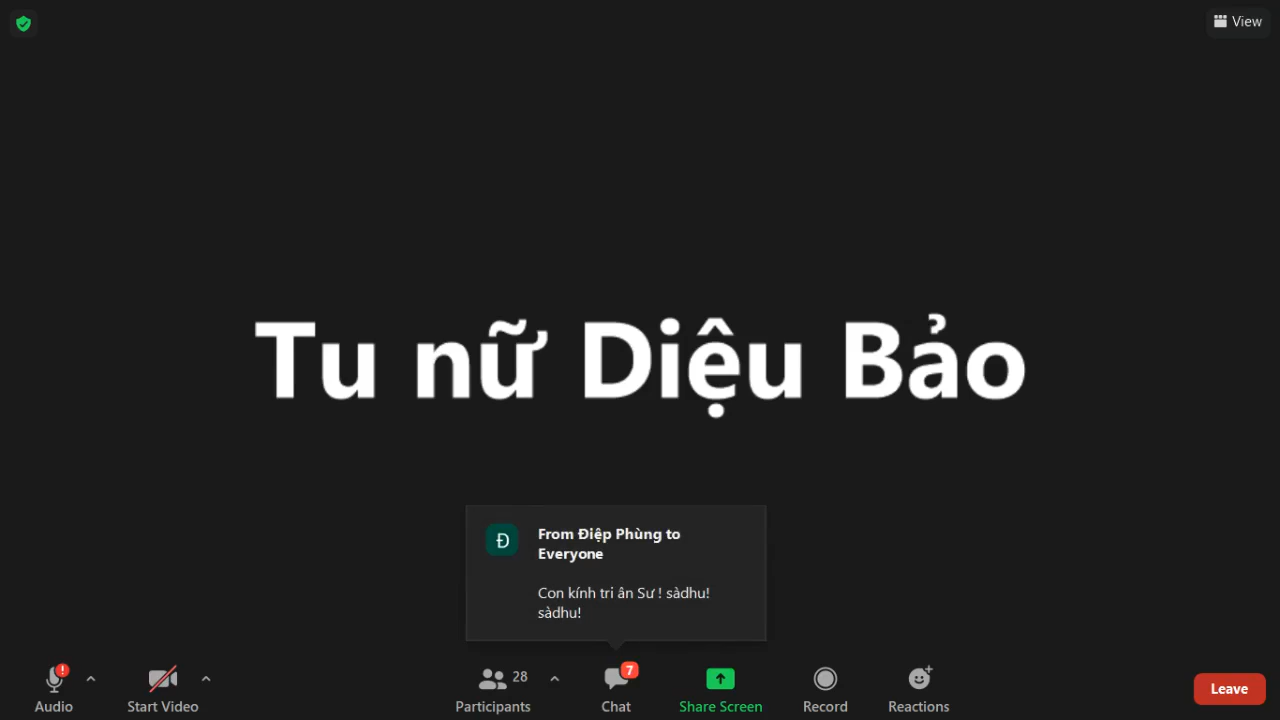 View
Tu nữ Diệu Bảo
Đ
From Điệp Phùng to
Everyone
Con kính tri ân Sư ! sàdhu!
sàdhu!
!
28
7
Audio
Start Video
Participants
Chat
Share Screen
Record
Reactions
Leave